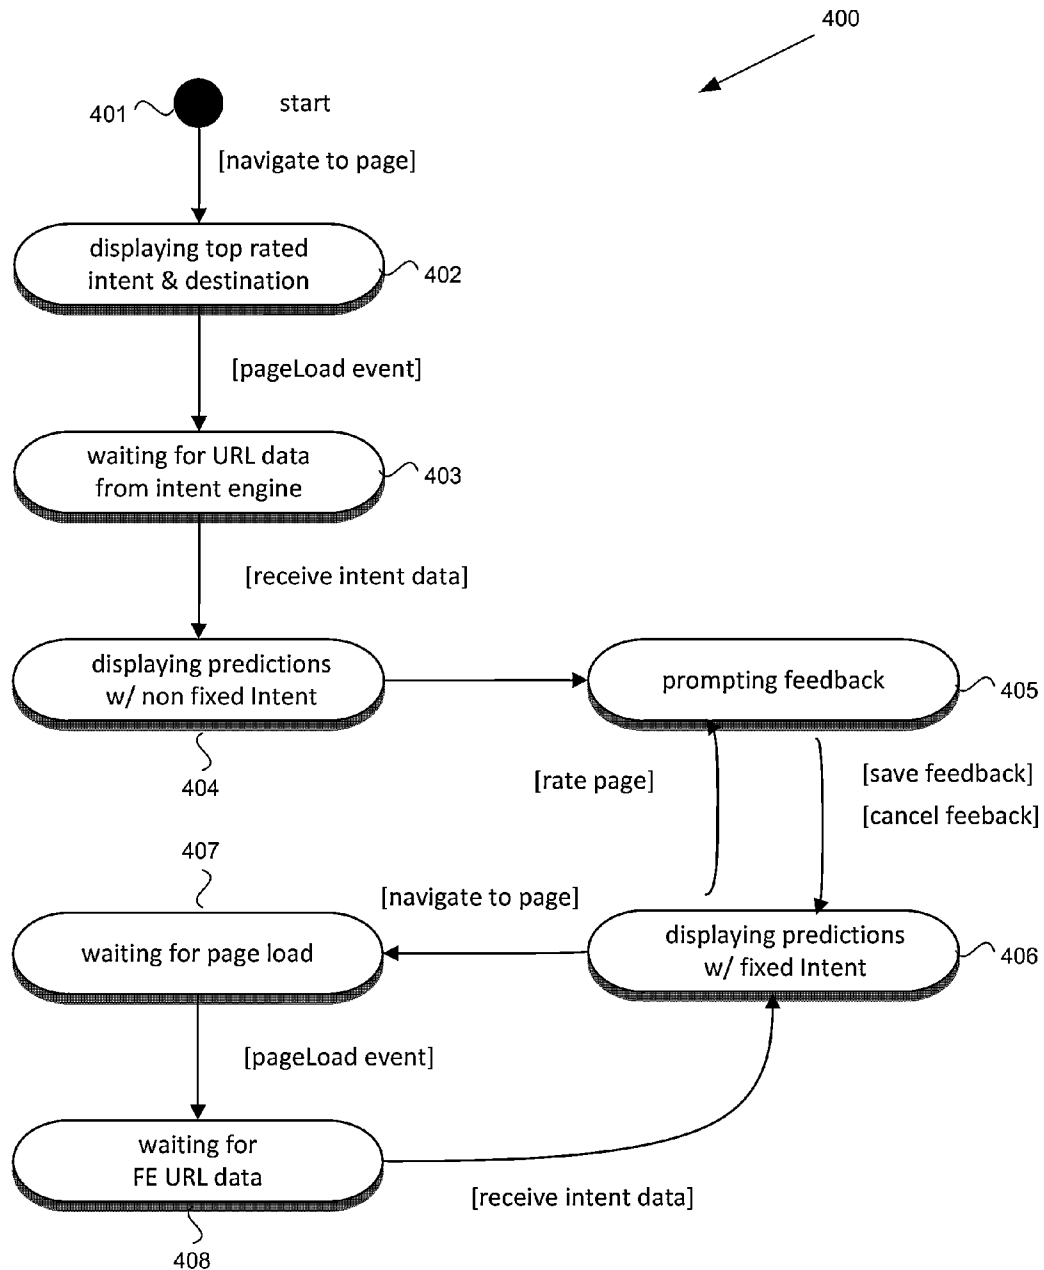 400
401
start
[navigate to page]
displaying top rated
intent & destination
402
[pageLoad event]
waiting for URL data
from intent engine
403
[receive intent data]
displaying predictions
w/ non fixed Intent
404
prompting feedback
405
[rate page]
[save feedback]
[cancel feeback]
407
[navigate to page]
waiting for page load
displaying predictions
w/ fixed Intent
406
[pageLoad event]
waiting for
FE URL data
[receive intent data]
408